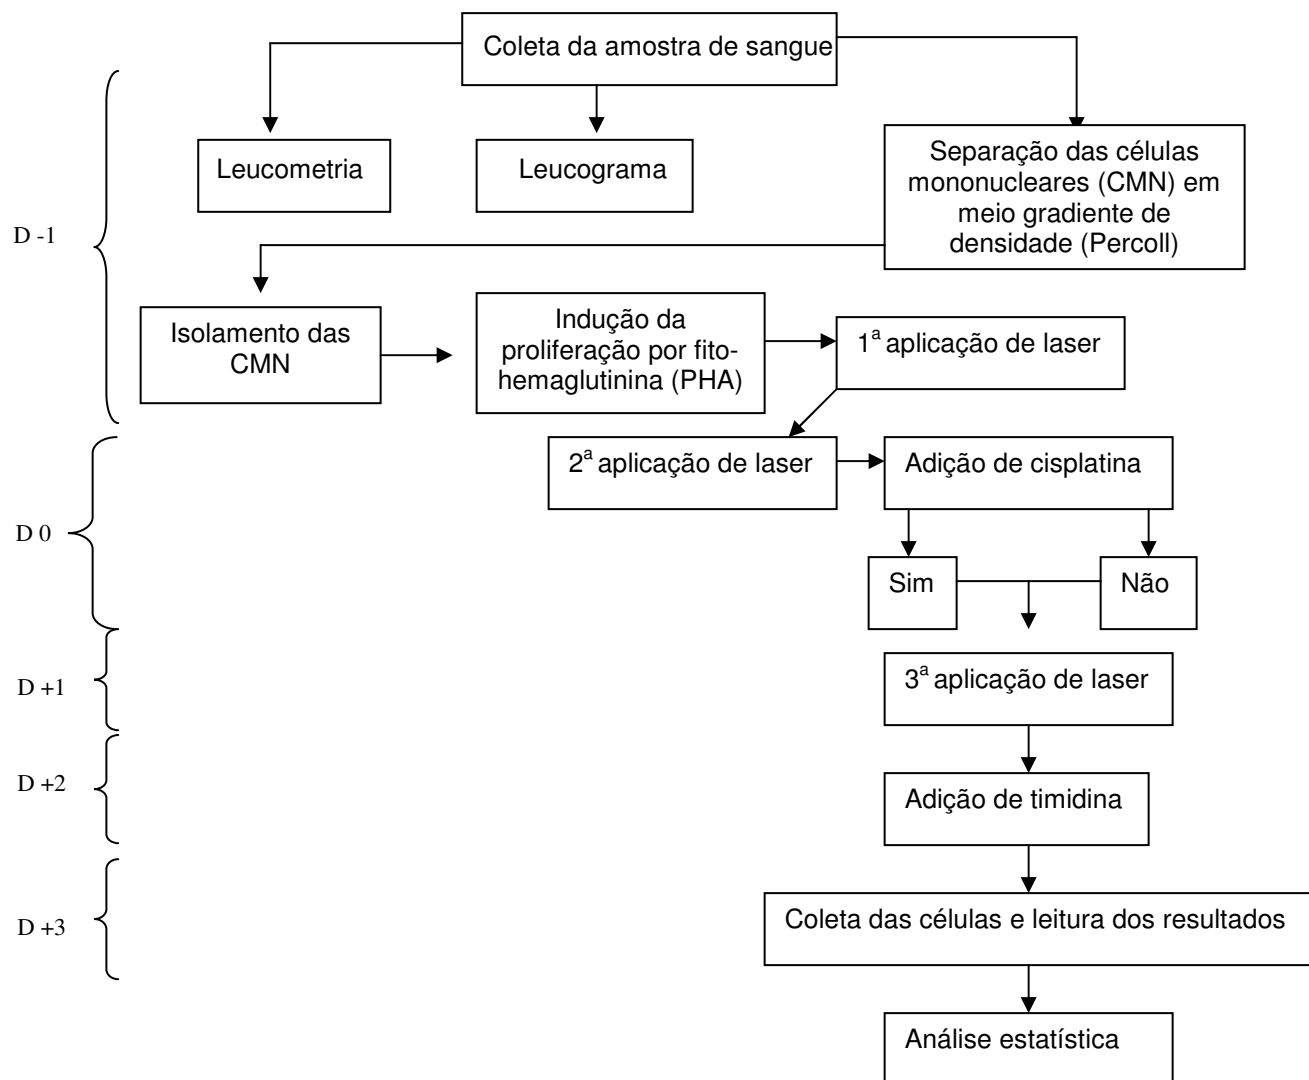 Coleta da amostra de sangue
Leucometria
Leucograma
Separação das células
mononucleares (CMN) em
meio gradiente de
densidade (Percoll)
D -1
Isolamento das
CMN
Indução da
proliferação por fito-
hemaglutinina (PHA)
1ª aplicação de laser
2ª aplicação de laser
Adição de cisplatina
D 0
Sim
Não
D +1
3ª aplicação de laser
D +2
Adição de timidina
D +3
Coleta das células e leitura dos resultados
Análise estatística